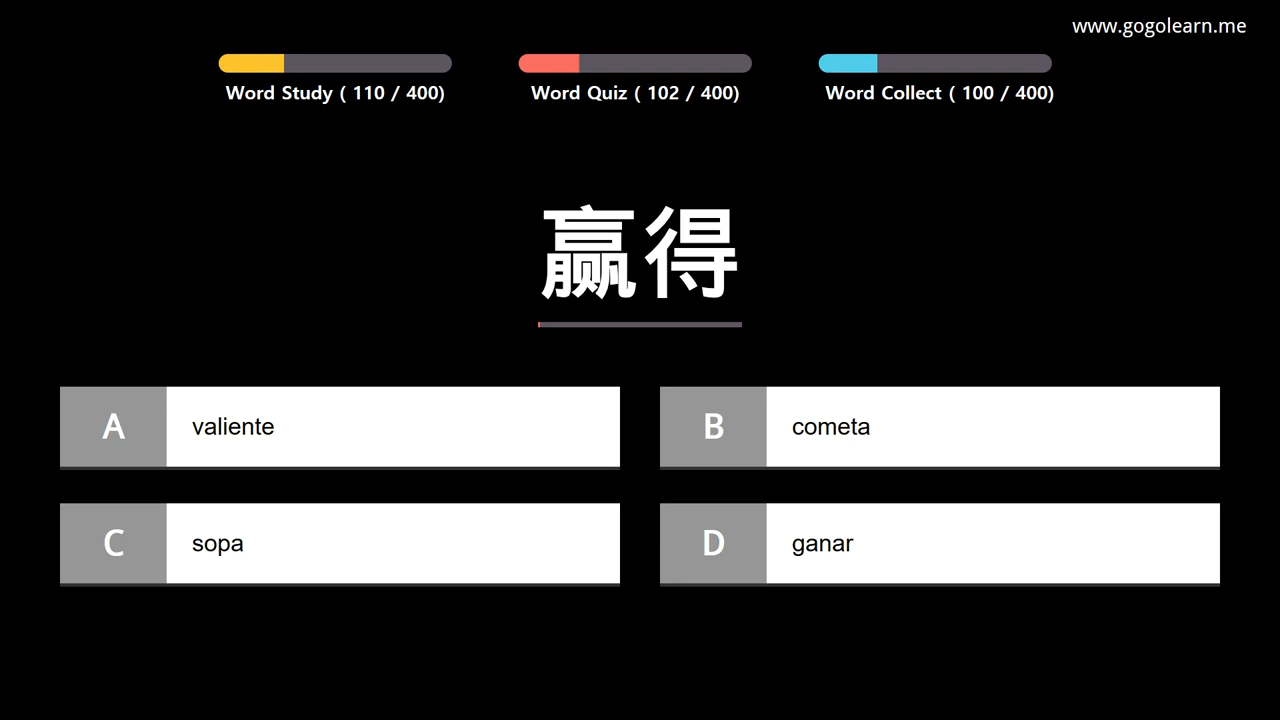 www.gogolearn.me
Word Study ( 110 / 400)
Word Quiz ( 102 / 400)
Word Collect ( 100 / 400)
赢得
A valiente
B cometa
C sopa
D ganar